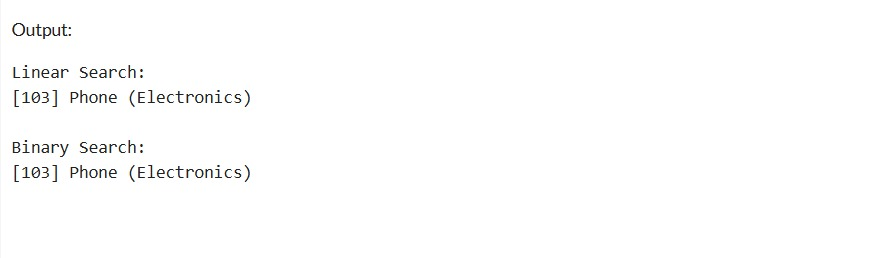 Output:
Linear Search:
[103] Phone (Electronics)
Binary Search:
[103] Phone (Electronics)